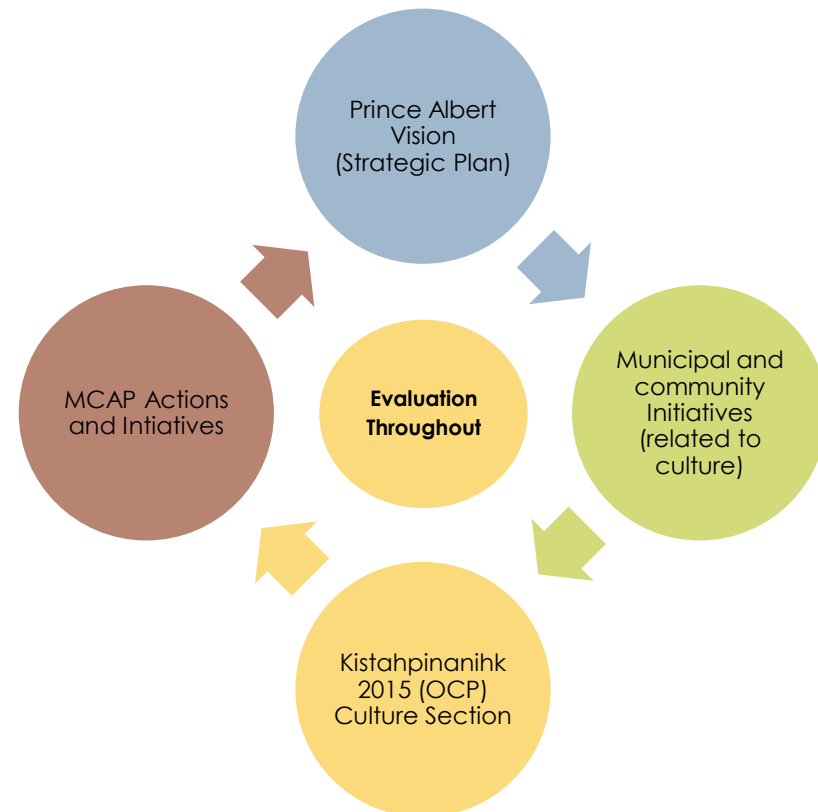 Prince Albert
Vision
(Strategic Plan)
Municipal and
community
Initiatives
(related to
culture)
Evaluation
Throughout
MCAP Actions
and Intiatives
Kistahpinanihk
2015 (OCP)
Culture Section